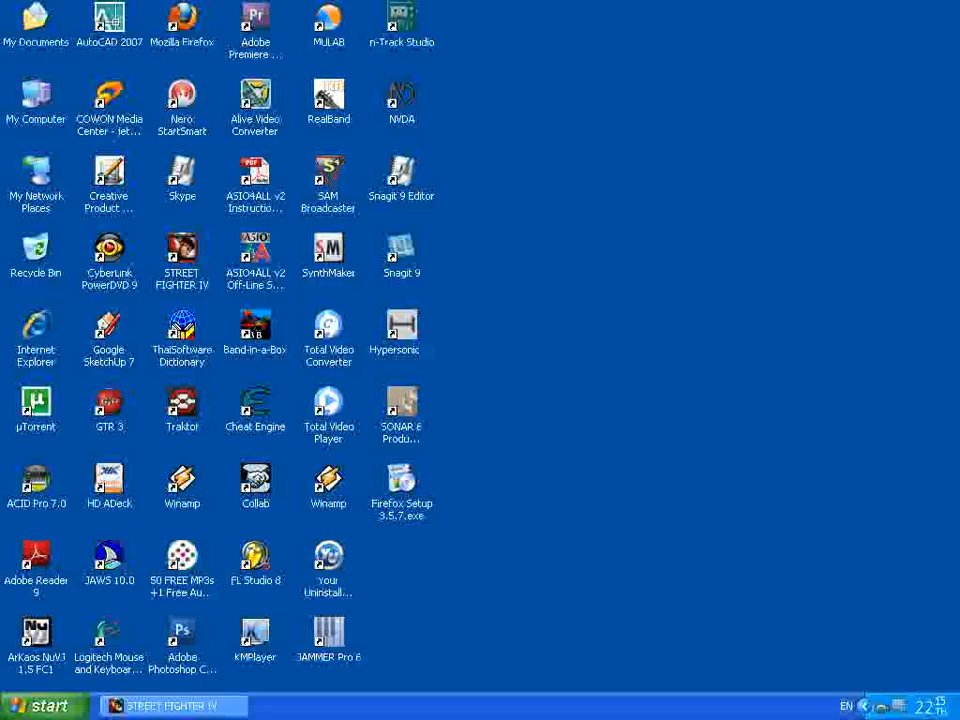 My Documents
AutoCAD 2007
Mozilla Firefox
Adobe
Premiere ...
MULAB
n-Track Studio
My Computer
COWON Media
Center - jet...
Nero
StartSmart
Alive Video
Converter
RealBand
NVDA
My Network
Places
Creative
Product ...
Skype
ASIO4ALL v2
Instructio...
SAM
Broadcaster
Snagit 9 Editor
Recycle Bin
CyberLink
PowerDVD 9
STREET
FIGHTER IV
ASIO4ALL v2
Off-Line S...
SynthMaker
Snagit 9
Internet
Explorer
Google
SketchUp 7
ThaiSoftware
Dictionary
Band-in-a-Box
Total Video
Converter
Hypersonic
µTorrent
GTR 3
Traktor
Cheat Engine
Total Video
Player
SONAR 6
Produ...
ACID Pro 7.0
HD ADeck
Winamp
Collab
Winamp
Firefox Setup
3.5.7.exe
Adobe Reader
9
JAWS 10.0
50 FREE MP3s
+1 Free Au...
FL Studio 8
Your
Uninstall...
ArKaos NuVJ
1.5 FC1
Logitech Mouse
and Keyboar...
Adobe
Photoshop C...
KMPlayer
JAMMER Pro 6
start
STREET FIGHTER IV
EN
22:15